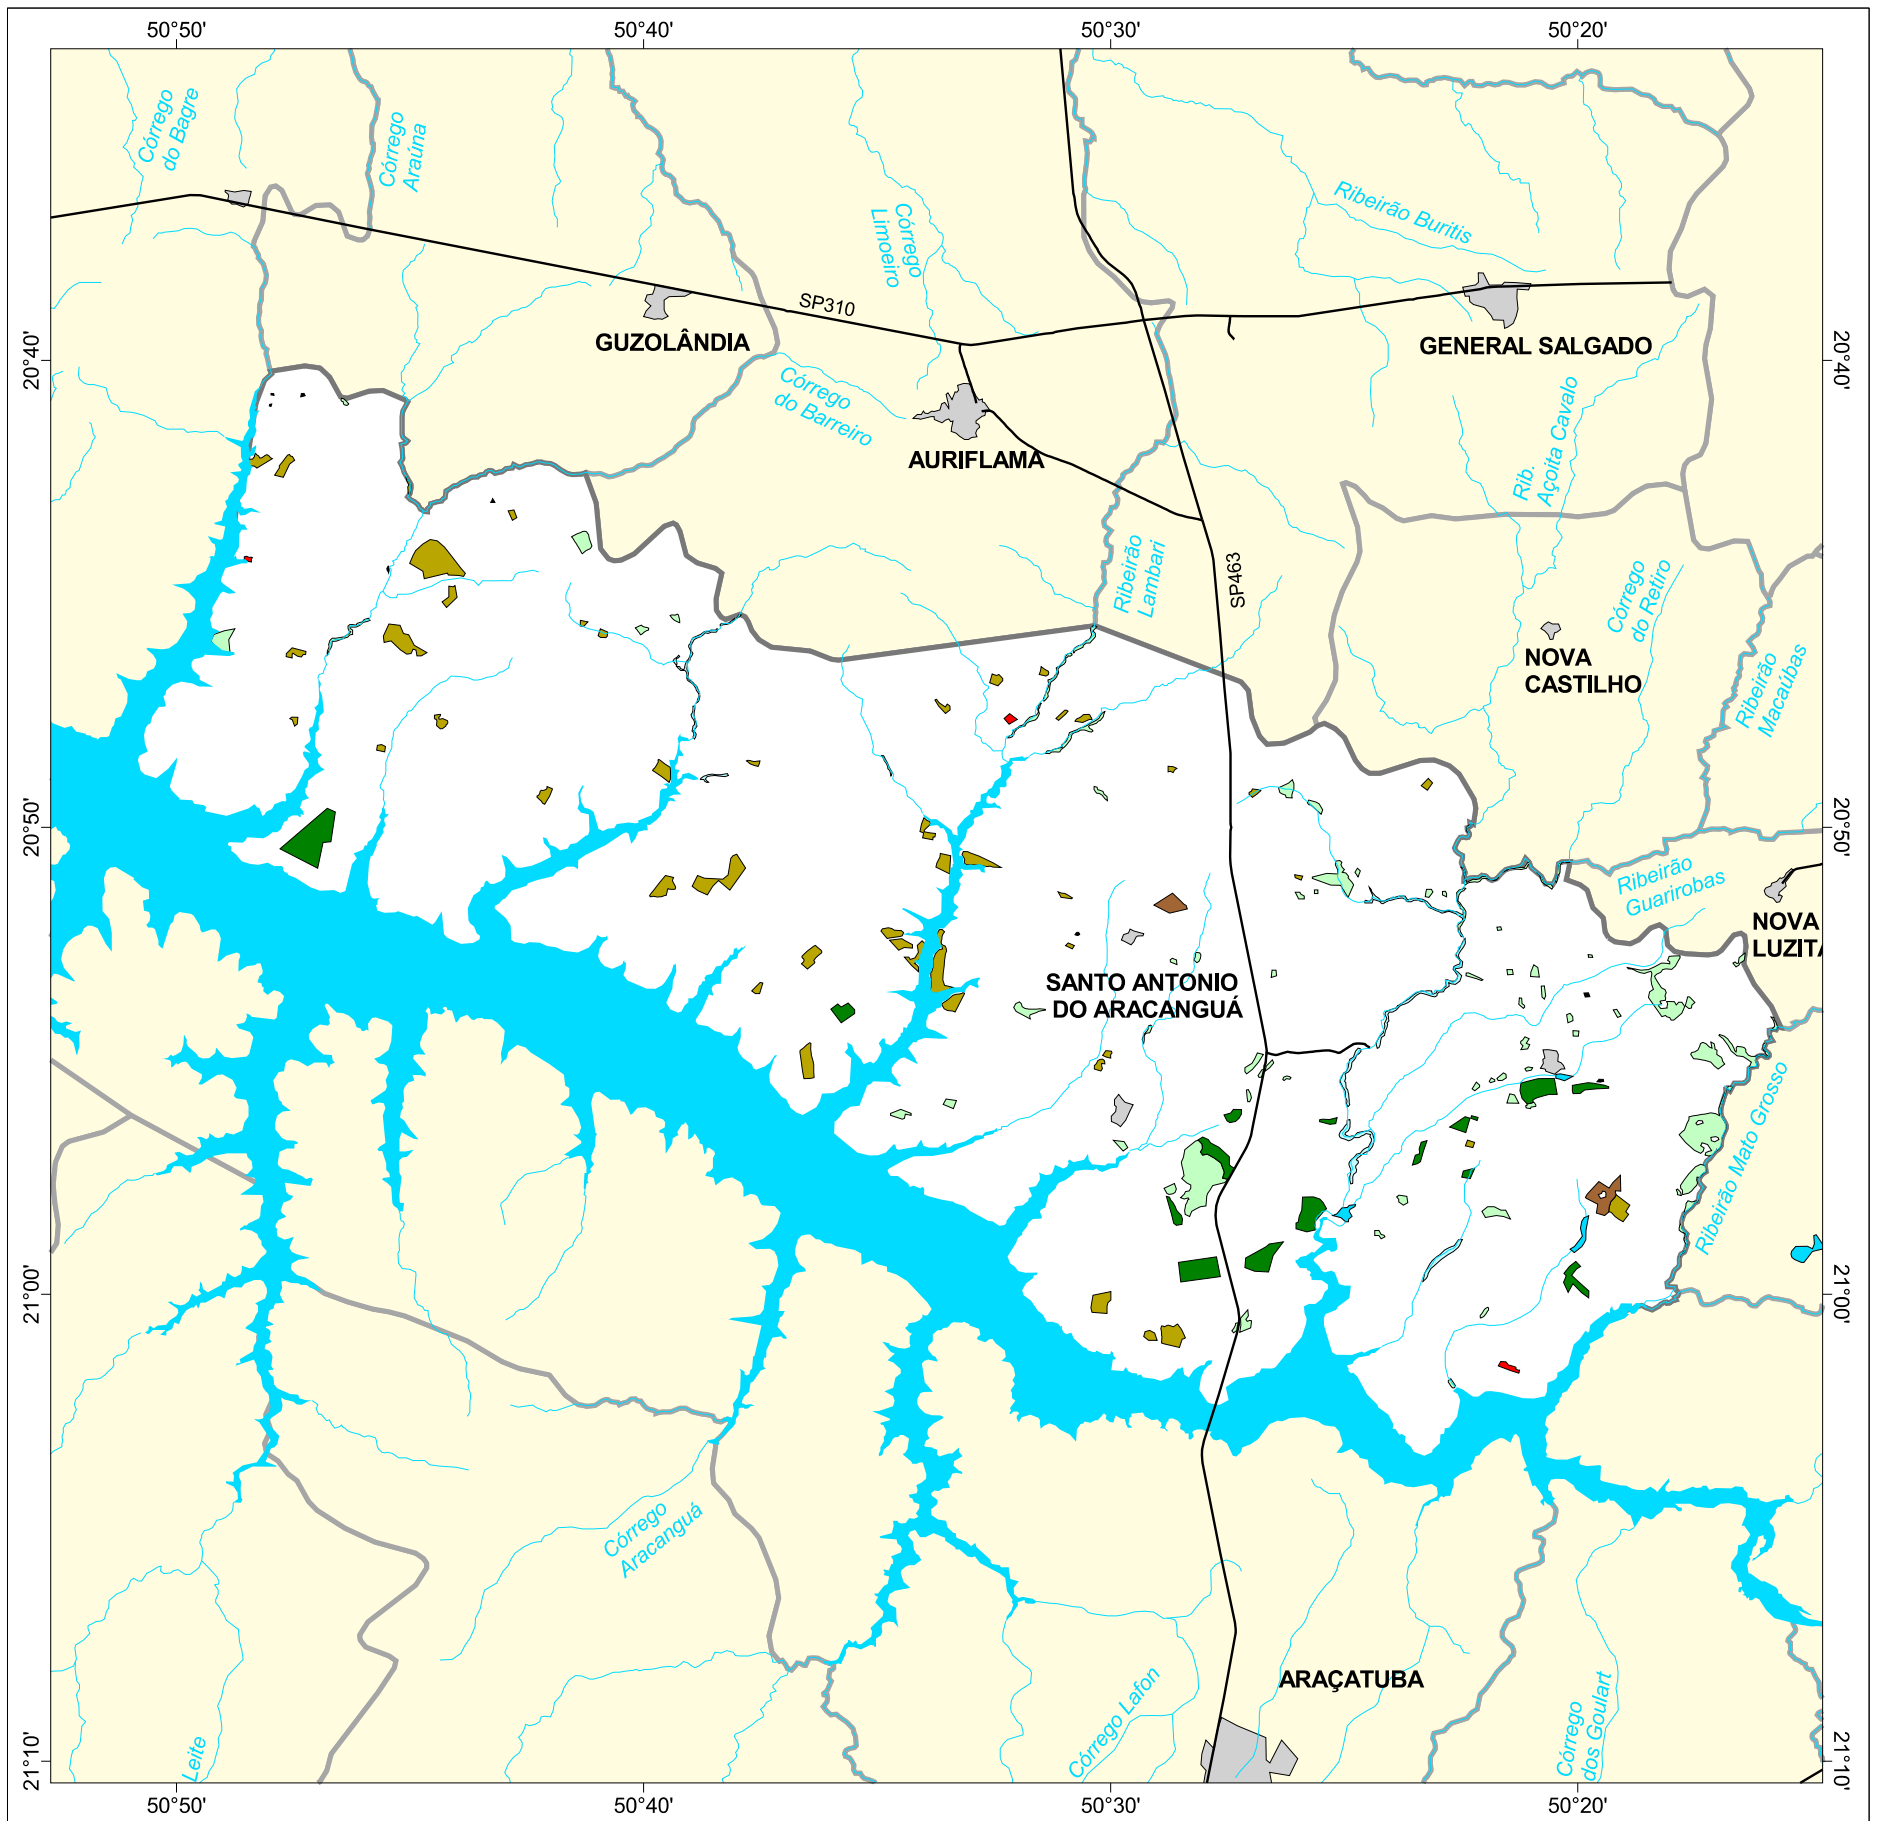 50°50'
50°40'
50°30'
50°20'
Córrego
do Bagre
Córrego
Araúna
Córrego
Limoeiro
Ribeirão Buritis
SP310
GUZOLÂNDIA
GENERAL SALGADO
20°40'
20°40'
Córrego
do Barreiro
AURIFLAMA
Rib.
Açoita Cavalo
Ribeirão
Lambari
SP463
Córrego
do Retiro
NOVA
CASTILHO
Ribeirão
Macaúbas
20°50'
20°50'
Ribeirão
Guarirobas
NOVA
LUZITA
SANTO ANTONIO
DO ARACANGUÁ
Ribeirão Mato Grosso
21°00'
21°00'
Córrego
Aracanguá
Leite
Córrego Lafon
ARAÇATUBA
Córrego
dos Goulart
21°10'
21°10'
50°50'
50°40'
50°30'
50°20'